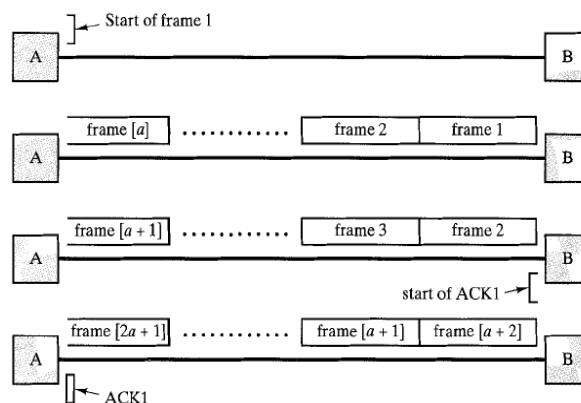 Start of frame 1
A
B
frame [a] ............ frame 2 frame 1
A
B
frame [a + 1] ............ frame 3 frame 2
A
B
start of ACK1
frame [2a + 1] ............ frame [a + 1] frame [a + 2]
A
B
ACK1